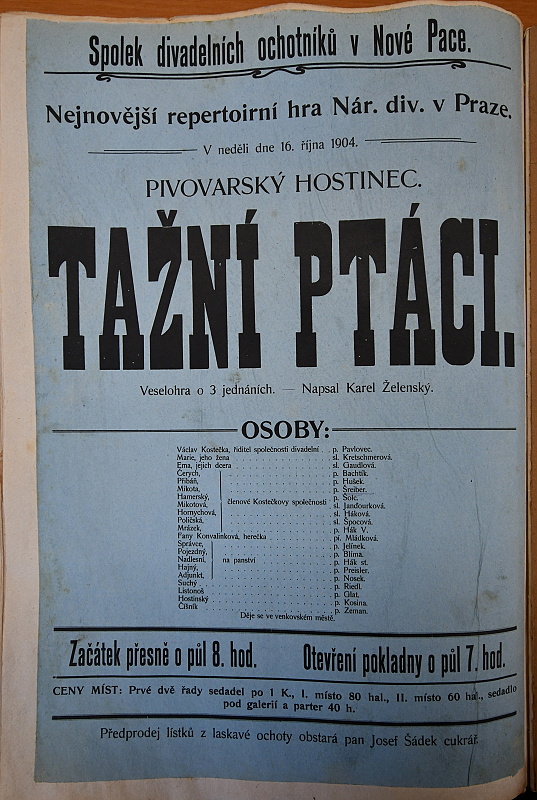 Spolek divadelních ochotníků v Nové Pace.
Nejnovější repertoirní hra Nár. div. v Praze.
V neděli dne 16. října 1904.
PIVOVARSKÝ HOSTINEC.
TAŽNÍ PTÁCI.
Veselohra o 3 jednáních. — Napsal Karel Želenský.
OSOBY:
Václav Kostečka, řiditel společnosti divadelní . p. Pavlovec.
Marie, jeho žena . . . sl. Kretschmerová.
Ema, jejich dcera . . . sl. Gaudlová.
Čerych, . . . p. Bachtík.
Přibáň, . . . p. Hušek.
Mikota, . . . p. Šreiber.
Hamerský, . . . p. Šolc.
Mikotová, členové Kostečkovy společnosti . sl. Jandourková.
Hornychová, . . . sl. Háková.
Poličská, . . . sl. Špocová.
Mrázek, . . . p. Hák V.
Fany Konvalinková, herečka . . . pí. Mládková.
Správce, . . . p. Jelínek.
Pojezdný, . . . p. Blíma.
Nadlesní, na panství . . . p. Hák st.
Hajný, . . . p. Preisler.
Adjunkt, . . . p. Nosek.
Suchý . . . p. Riedl.
Listonoš . . . p. Glat.
Hostinský . . . p. Kosina.
Číšník . . . p. Zeman.
Děje se ve venkovském městě.
Začátek přesně o půl 8. hod. Otevření pokladny o půl 7. hod.
CENY MÍST: Prvé dvě řady sedadel po 1 K., I. místo 80 hal., II. místo 60 hal., sedadlo
pod galerií a parter 40 h.
Předprodej lístků z laskavé ochoty obstará pan Josef Šádek cukrář.